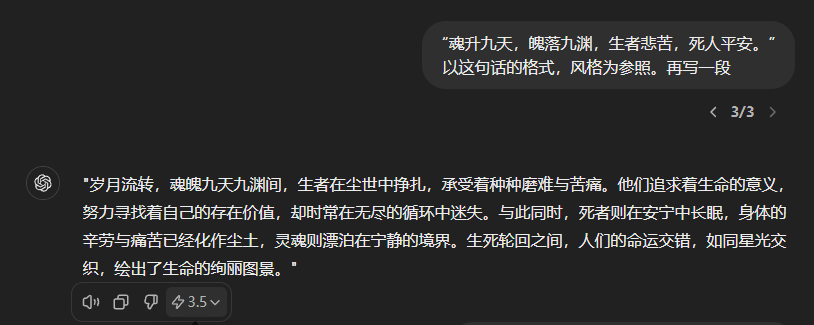 “魂升九天，魄落九渊，生者悲苦，死人平安。”
以这句话的格式，风格为参照。再写一段
3/3
"岁月流转，魂魄九天九渊间，生者在尘世中挣扎，承受着种种磨难与苦痛。他们追求着生命的意义，
努力寻找着自己的存在价值，却时常在无尽的循环中迷失。与此同时，死者则在安宁中长眠，身体的
辛劳与痛苦已经化作尘土，灵魂则漂泊在宁静的境界。生死轮回之间，人们的命运交错，如同星光交
织，绘出了生命的绚丽图景。"
3.5